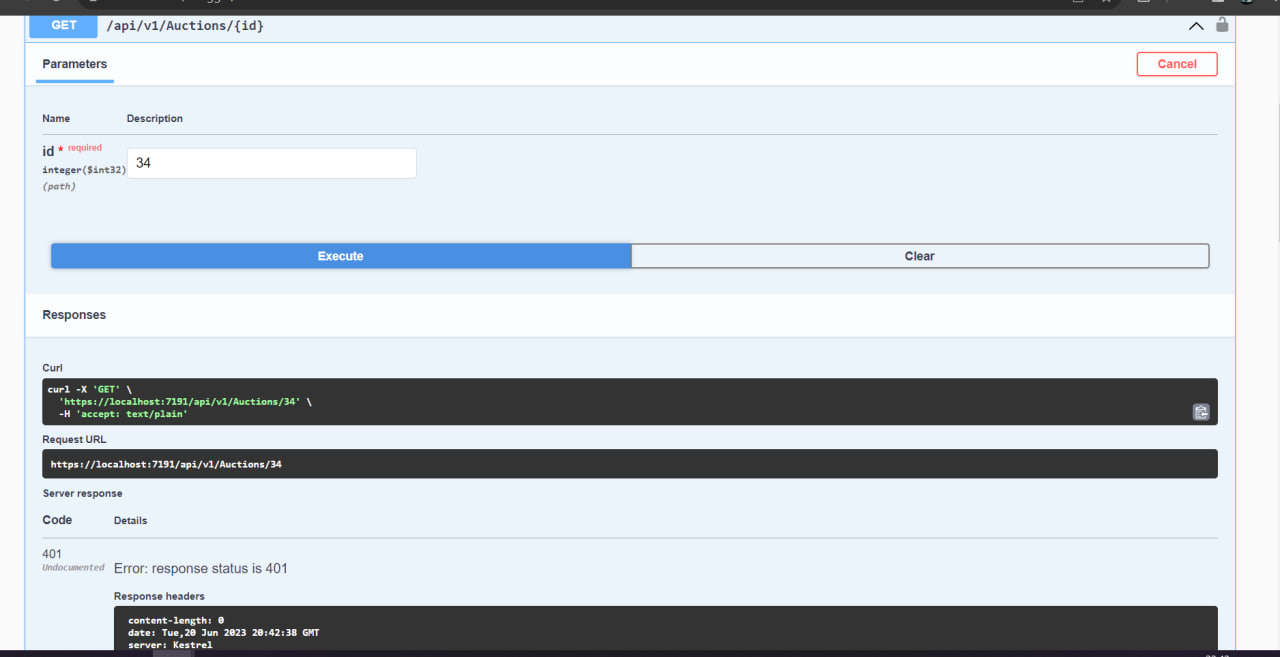 GET /api/v1/Auctions/{id}
Parameters
Cancel
Name Description
id * required
integer($int32)
(path)
34
Execute Clear
Responses
Curl
curl -X 'GET' \
'https://localhost:7191/api/v1/Auctions/34' \
-H 'accept: text/plain'
Request URL
https://localhost:7191/api/v1/Auctions/34
Server response
Code Details
401
Undocumented
Error: response status is 401
Response headers
content-length: 0
date: Tue,20 Jun 2023 20:42:38 GMT
server: Kestrel